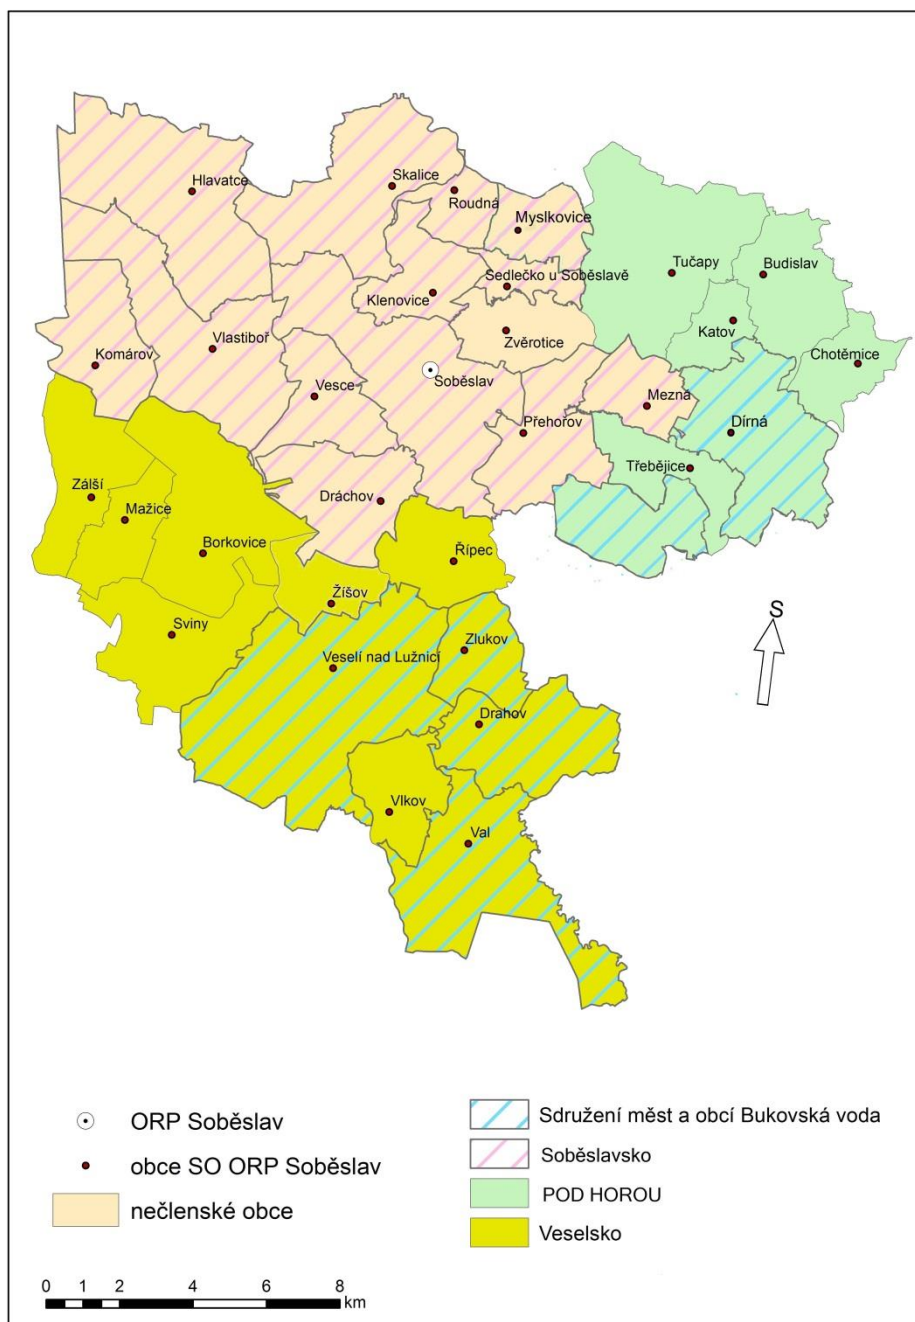 Hlavatce
Skalice
Roudná
Myslkovice
Tučapy
Budislav
Sedlečko u Soběslavě
Klenovice
Katov
Zvěrotice
Vlastiboř
Chotěmice
Komárov
Soběslav
Vesce
Mezná
Přehořov
Dírná
Třebějice
Zálší
Dráchov
Mažice
Borkovice
Řípec
Žíšov
Sviny
S
Zlukov
Veselí nad Lužnicí
Drahov
Vlkov
Val
ORP Soběslav
obce SO ORP Soběslav
nečlenské obce
Sdružení měst a obcí Bukovská voda
Soběslavsko
POD HOROU
Veselsko
0 1 2 4 6 8
km